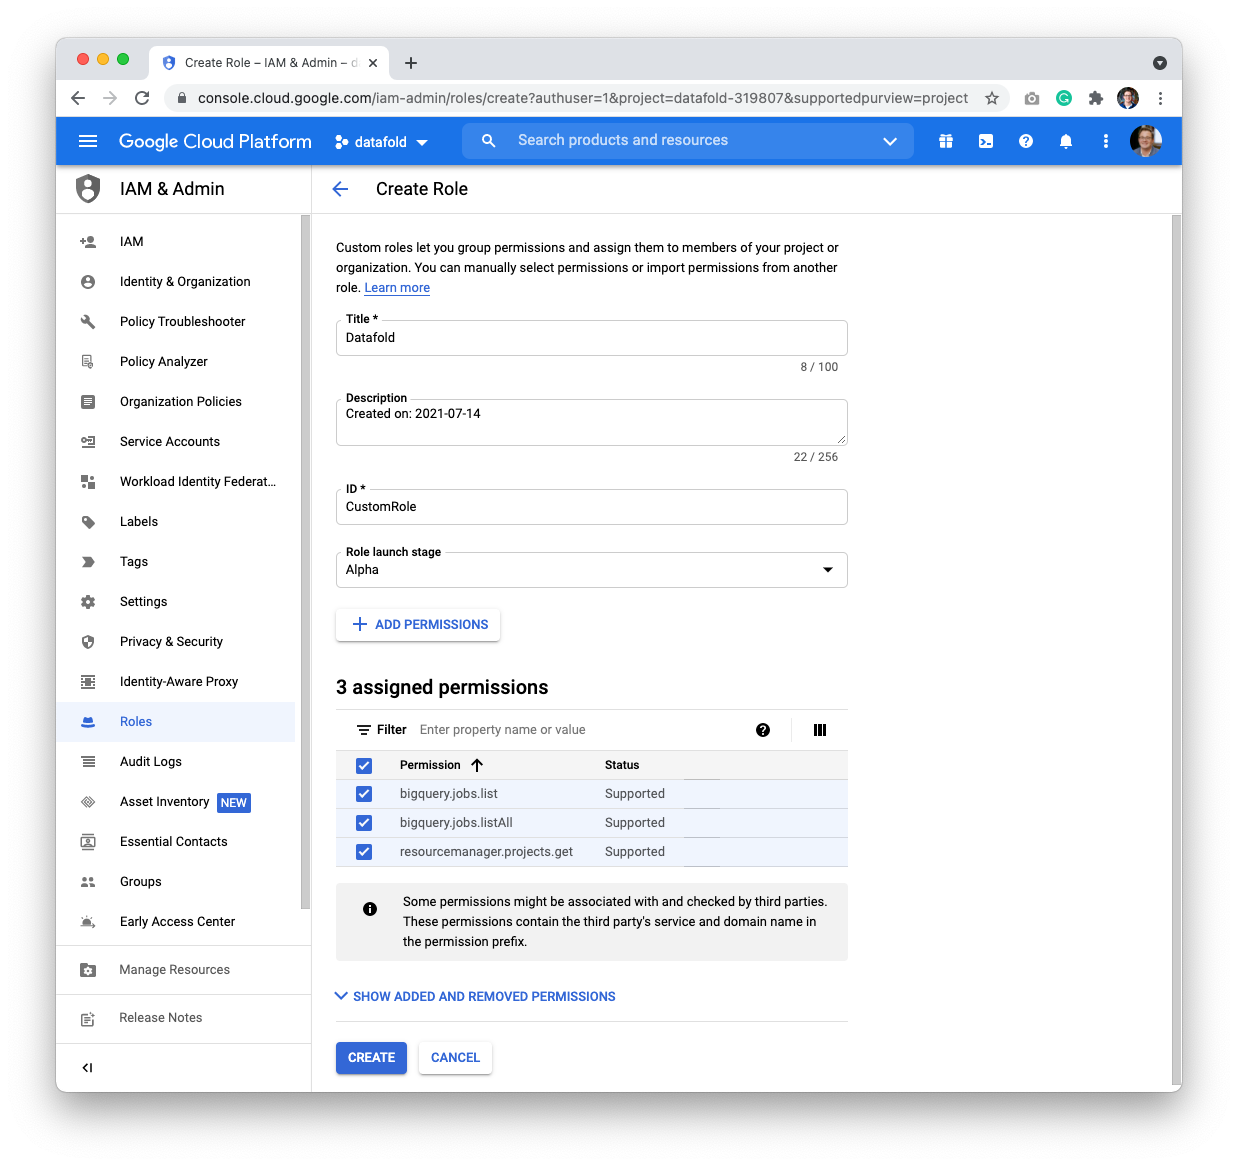 Create Role – IAM & Admin – d
console.cloud.google.com/iam-admin/roles/create?authuser=1&project=datafold-319807&supportedpurview=project
Google Cloud Platform
datafold
Search products and resources
IAM & Admin
Create Role
IAM
Identity & Organization
Policy Troubleshooter
Policy Analyzer
Organization Policies
Service Accounts
Workload Identity Federat...
Labels
Tags
Settings
Privacy & Security
Identity-Aware Proxy
Roles
Audit Logs
Asset Inventory NEW
Essential Contacts
Groups
Early Access Center
Manage Resources
Release Notes
Custom roles let you group permissions and assign them to members of your project or
organization. You can manually select permissions or import permissions from another
role. Learn more
Title *
Datafold
8 / 100
Description
Created on: 2021-07-14
22 / 256
ID *
CustomRole
Role launch stage
Alpha
ADD PERMISSIONS
3 assigned permissions
Filter Enter property name or value
Permission Status
bigquery.jobs.list Supported
bigquery.jobs.listAll Supported
resourcemanager.projects.get Supported
Some permissions might be associated with and checked by third parties.
These permissions contain the third party's service and domain name in
the permission prefix.
SHOW ADDED AND REMOVED PERMISSIONS
CREATE CANCEL